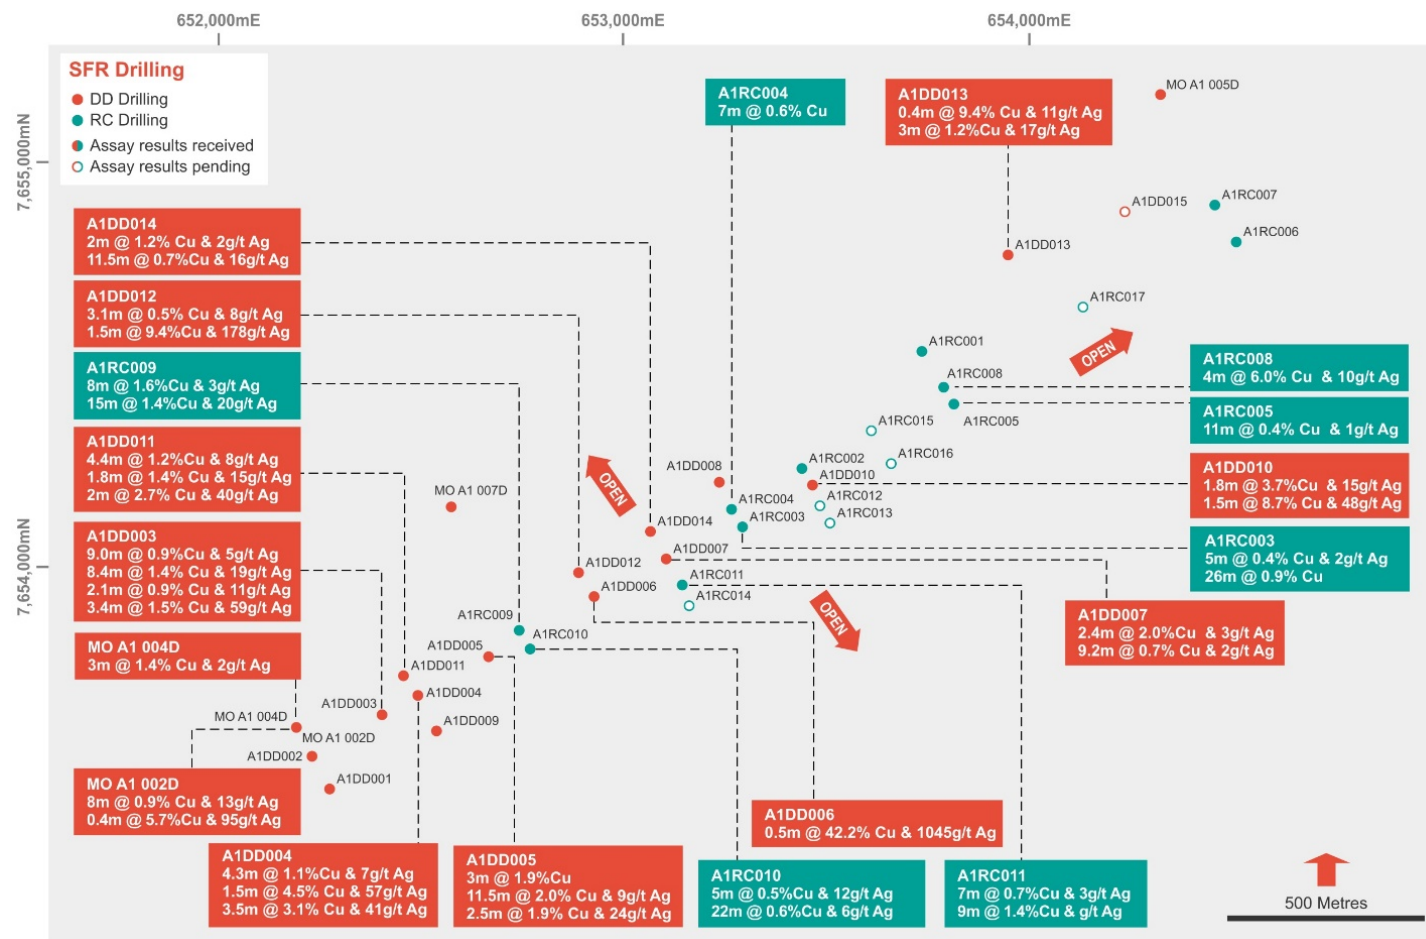 652,000mE
653,000mE
654,000mE
7,655,000mN
7,654,000mN
SFR Drilling
DD Drilling
RC Drilling
Assay results received
Assay results pending
A1RC004
7m @ 0.6% Cu
A1DD013
0.4m @ 9.4% Cu & 11g/t Ag
3m @ 1.2%Cu & 17g/t Ag
MO A1 005D
A1DD015
A1RC007
A1RC006
A1DD013
A1RC017
OPEN
A1DD014
2m @ 1.2% Cu & 2g/t Ag
11.5m @ 0.7%Cu & 16g/t Ag
A1DD012
3.1m @ 0.5% Cu & 8g/t Ag
1.5m @ 9.4%Cu & 178g/t Ag
A1RC009
8m @ 1.6%Cu & 3g/t Ag
15m @ 1.4%Cu & 20g/t Ag
A1DD011
4.4m @ 1.2%Cu & 8g/t Ag
1.8m @ 1.4% Cu & 15g/t Ag
2m @ 2.7% Cu & 40g/t Ag
A1DD003
9.0m @ 0.9%Cu & 5g/t Ag
8.4m @ 1.4% Cu & 19g/t Ag
2.1m @ 0.9% Cu & 11g/t Ag
3.4m @ 1.5% Cu & 59g/t Ag
MO A1 004D
3m @ 1.4% Cu & 2g/t Ag
A1RC001
A1RC008
A1RC005
A1RC015
A1RC016
A1RC002
A1DD010
A1RC012
A1RC013
A1DD008
A1RC004
A1RC003
OPEN
MO A1 007D
A1DD014
A1DD007
A1DD012
A1RC011
A1DD006
A1RC014
OPEN
A1RC009
A1RC010
A1DD005
A1DD011
A1DD004
A1DD003
A1DD009
MO A1 004D
MO A1 002D
A1DD002
A1DD001
A1RC008
4m @ 6.0% Cu & 10g/t Ag
A1RC005
11m @ 0.4% Cu & 1g/t Ag
A1DD010
1.8m @ 3.7%Cu & 15g/t Ag
1.5m @ 8.7% Cu & 48g/t Ag
A1RC003
5m @ 0.4% Cu & 2g/t Ag
26m @ 0.9% Cu
A1DD007
2.4m @ 2.0%Cu & 3g/t Ag
9.2m @ 0.7% Cu & 2g/t Ag
MO A1 002D
8m @ 0.9% Cu & 13g/t Ag
0.4m @ 5.7%Cu & 95g/t Ag
A1DD004
4.3m @ 1.1%Cu & 7g/t Ag
1.5m @ 4.5% Cu & 57g/t Ag
3.5m @ 3.1% Cu & 41g/t Ag
A1DD005
3m @ 1.9%Cu
11.5m @ 2.0% Cu & 9g/t Ag
2.5m @ 1.9% Cu & 24g/t Ag
A1DD006
0.5m @ 42.2% Cu & 1045g/t Ag
A1RC010
5m @ 0.5%Cu & 12g/t Ag
22m @ 0.6%Cu & 6g/t Ag
A1RC011
7m @ 0.7%Cu & 3g/t Ag
9m @ 1.4%Cu & g/t Ag
500 Metres